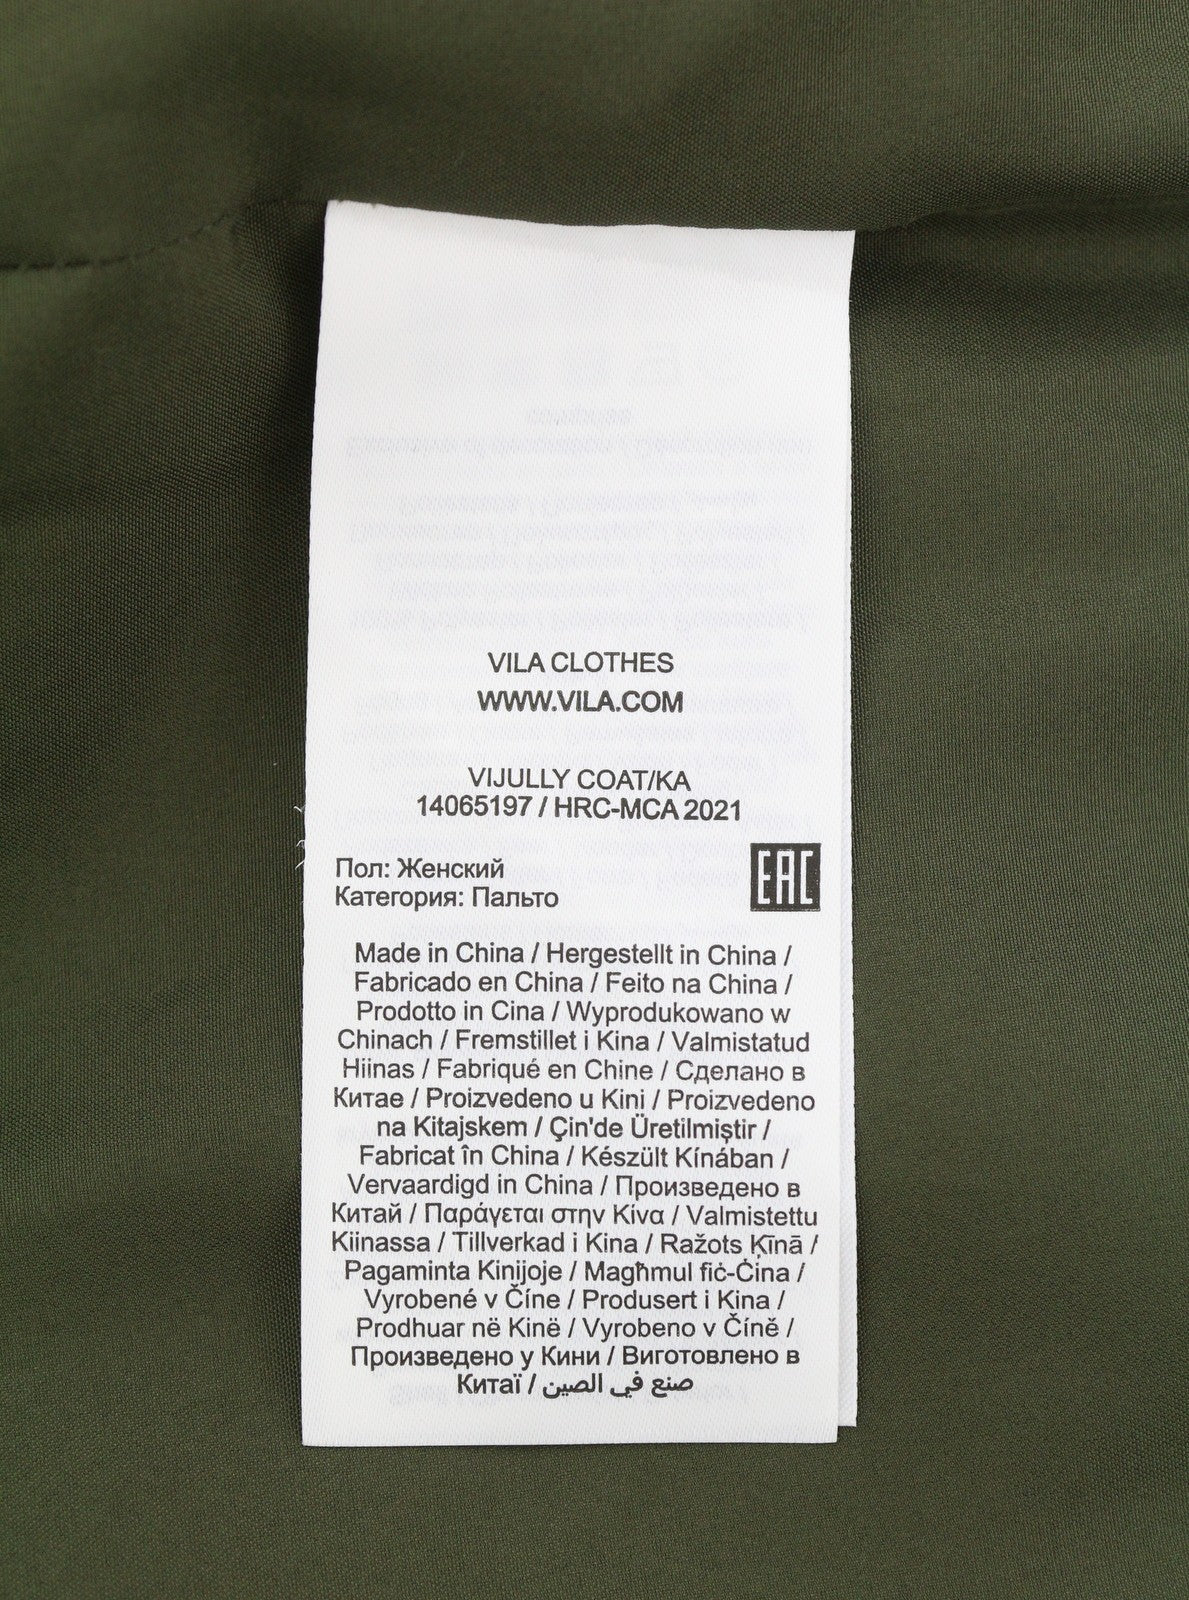 VILA CLOTHES
WWW.VILA.COM
VIJULLY COAT/KA
14065197 / HRC-MCA 2021
Пол: Женский
Категория: Пальто
EAC
Made in China / Hergestellt in China /
Fabricado en China / Feito na China /
Prodotto in Cina / Wyprodukowano w
Chinach / Fremstillet i Kina / Valmistatud
Hiinas / Fabriqué en Chine / Сделано в
Китае / Proizvedeno u Kini / Proizvedeno
na Kitajskem / Çin'de Üretilmiştir /
Fabricat în China / Készült Kínában /
Vervaardigd in China / Произведено в
Китай / Παράγεται στην Κίνα / Valmistettu
Kiinassa / Tillverkad i Kina / Ražots Ķīnā /
Pagaminta Kinijoje / Magħmul fiċ-Ċina /
Vyrobené v Číne / Produsert i Kina /
Prodhuar në Kinë / Vyrobeno v Číně /
Произведено у Кини / Виготовлено в
Китаї / صنع في الصين